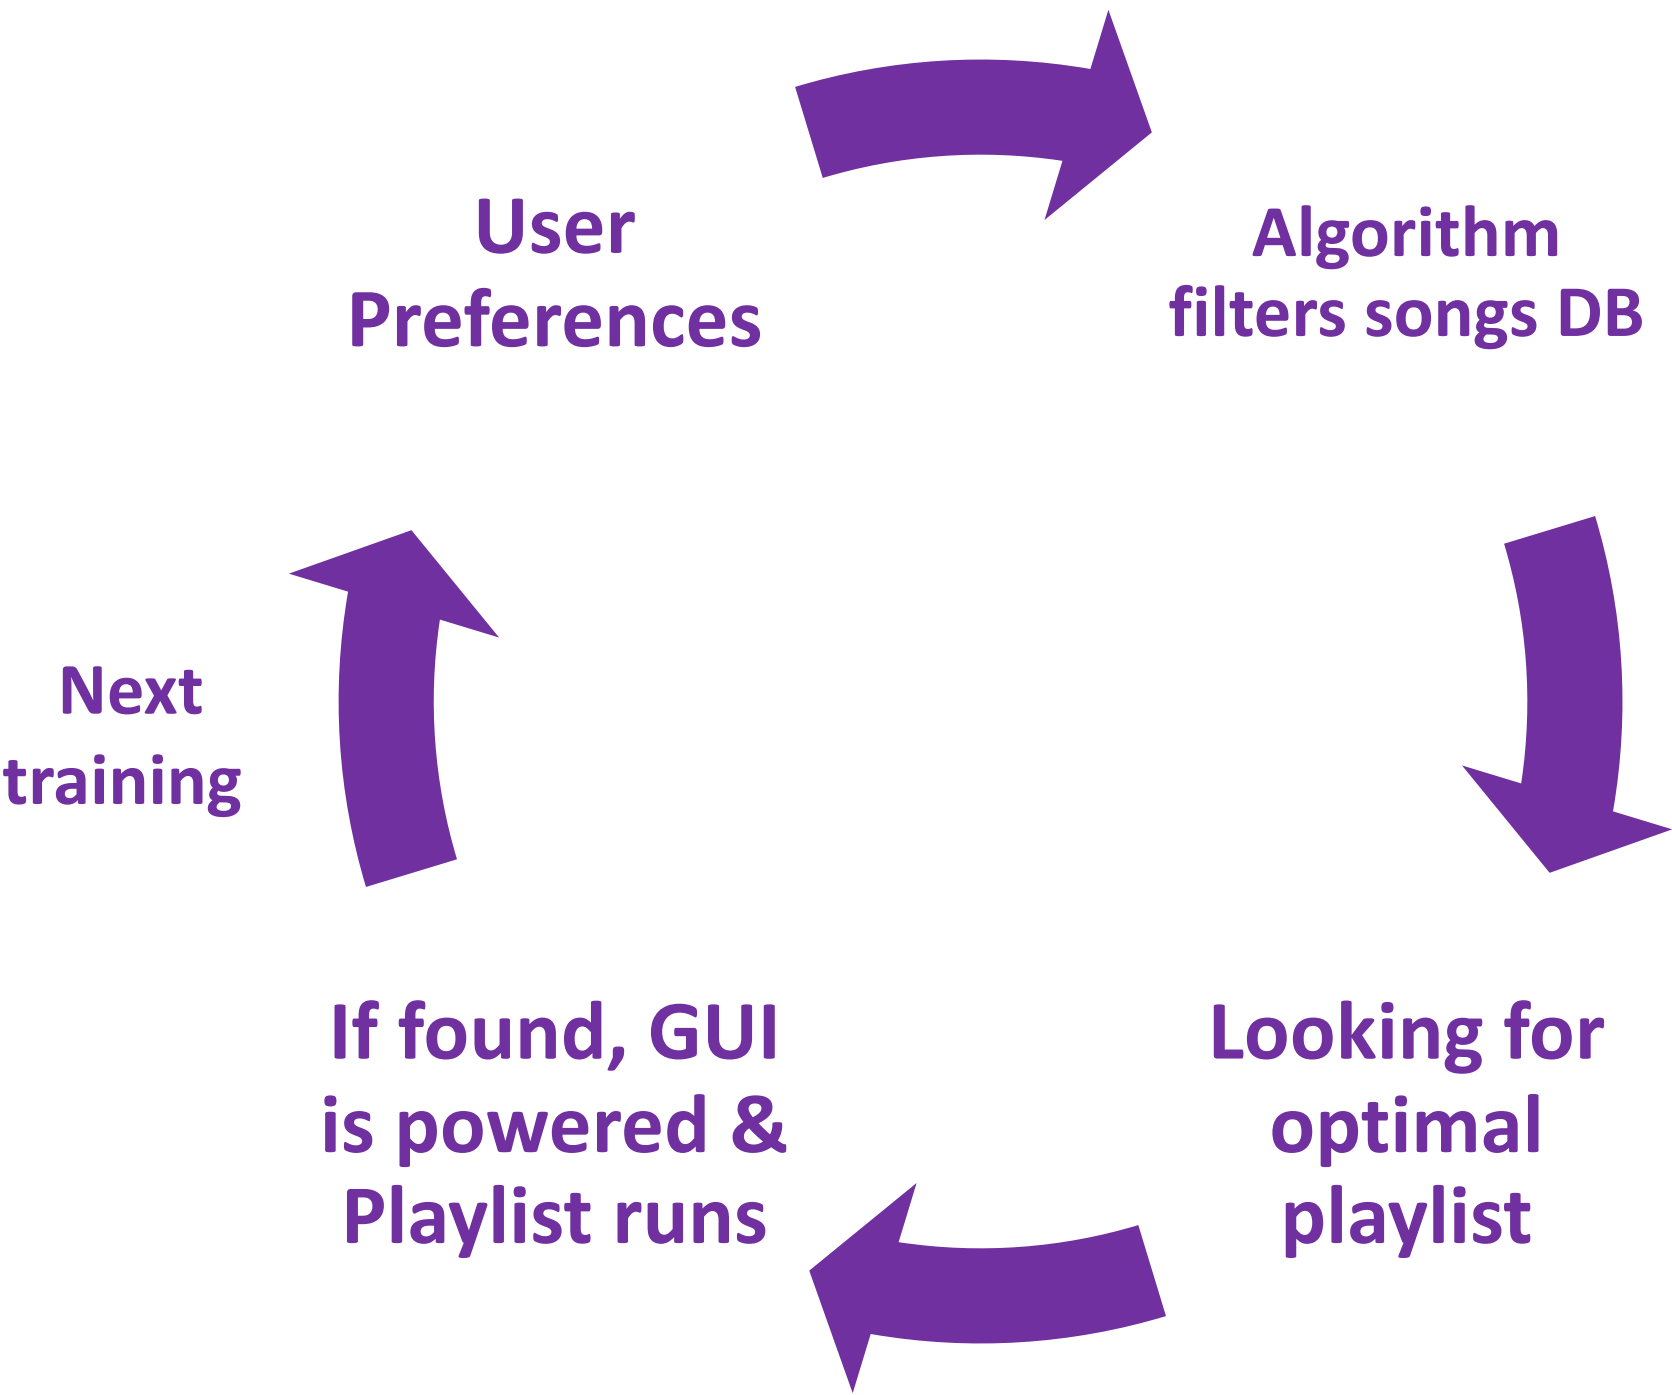 User
Preferences
Algorithm
filters songs DB
Looking for
optimal
playlist
If found, GUI
is powered &
Playlist runs
Next
training